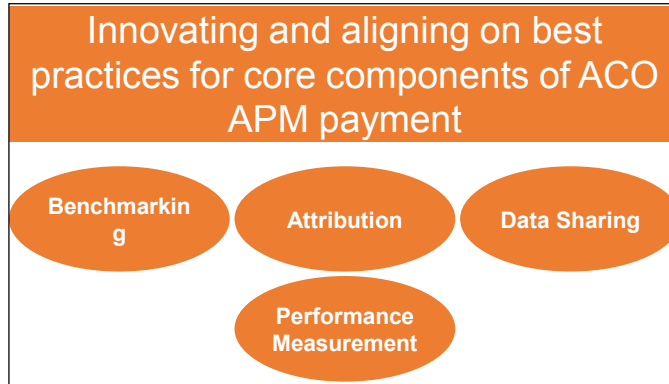 Innovating and aligning on best
practices for core components of ACO
APM payment
Benchmarkin
g
Attribution
Data Sharing
Performance
Measurement